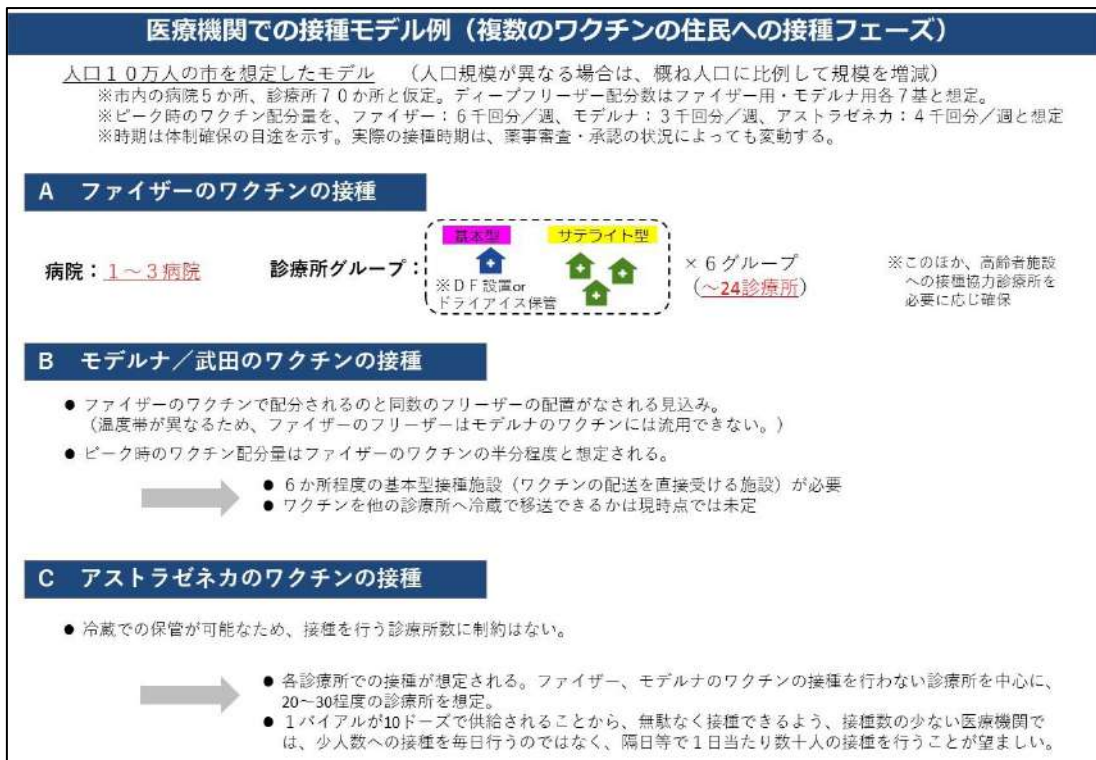 医療機関での接種モデル例(複数のワクチンの住民への接種フェーズ)
人口10万人の市を想定したモデル (人口規模が異なる場合は、概ね人口に比例して規模を増減)
※市内の病院5か所、診療所70か所と仮定。ディープフリーザー配分数はファイザー用・モデルナ用各7基と想定。
※ピーク時のワクチン配分量を、ファイザー:6千回分/週、モデルナ:3千回分/週、アストラゼネカ:4千回分/週と想定
※時期は体制確保の目途を示す。実際の接種時期は、薬事審査・承認の状況によっても変動する。
A ファイザーのワクチンの接種
病院:1~3病院
診療所グループ:
基本型
※DF設置or
ドライアイス保管
サテライト型
×6グループ
(~24診療所)
※このほか、高齢者施設
への接種協力診療所を
必要に応じ確保
B モデルナ/武田のワクチンの接種
● ファイザーのワクチンで配分されるのと同数のフリーザーの配置がなされる見込み。
(温度帯が異なるため、ファイザーのフリーザーはモデルナのワクチンには流用できない。)
● ピーク時のワクチン配分量はファイザーのワクチンの半分程度と想定される。
● 6か所程度の基本型接種施設(ワクチンの配送を直接受ける施設)が必要
● ワクチンを他の診療所へ冷蔵で移送できるかは現時点では未定
C アストラゼネカのワクチンの接種
● 冷蔵での保管が可能なため、接種を行う診療所数に制約はない。
● 各診療所での接種が想定される。ファイザー、モデルナのワクチンの接種を行わない診療所を中心に、
20~30程度の診療所を想定。
● 1バイアルが10ドーズで供給されることから、無駄なく接種できるよう、接種数の少ない医療機関で
は、少人数への接種を毎日行うのではなく、隔日等で1日当たり数十人の接種を行うことが望ましい。